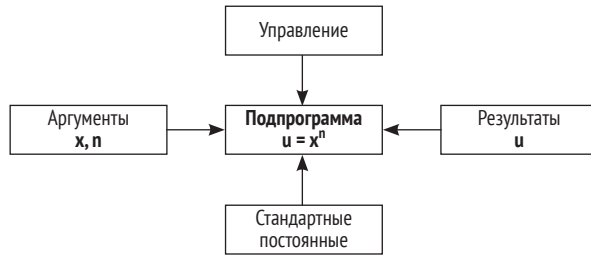 Управление
Аргументы
x, n
Подпрограмма
u = xⁿ
Результаты
u
Стандартные
постоянные